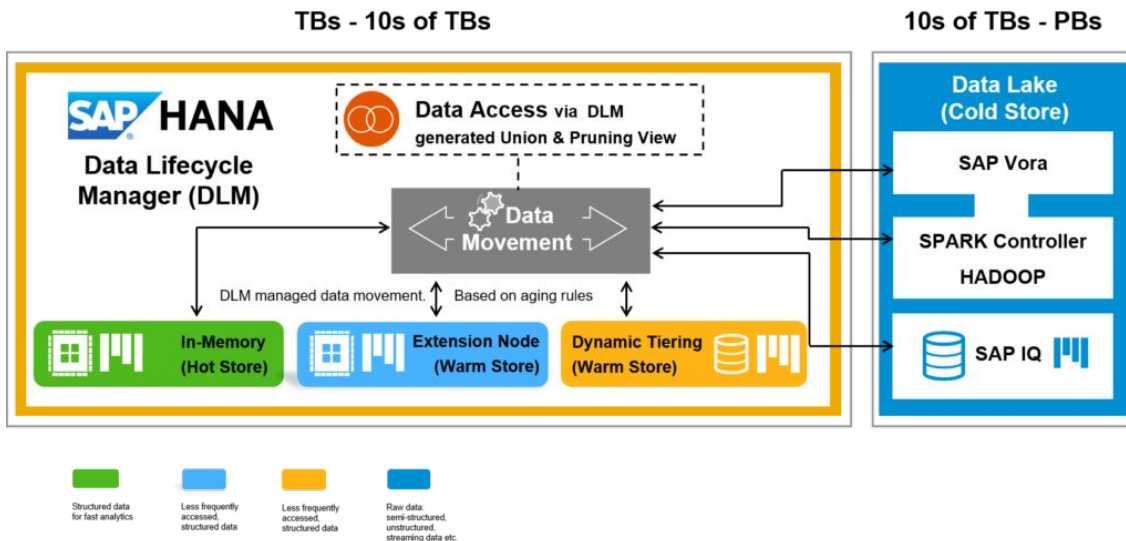 TBs - 10s of TBs
10s of TBs - PBs
SAP HANA
®
Data Lifecycle
Manager (DLM)
Data Access via DLM
generated Union & Pruning View
Data
Movement
DLM managed data movement.
Based on aging rules
In-Memory
(Hot Store)
Extension Node
(Warm Store)
Dynamic Tiering
(Warm Store)
Data Lake
(Cold Store)
SAP Vora
SPARK Controller
HADOOP
SAP IQ
Structured data
for fast analytics
Less frequently
accessed,
structured data
Less frequently
accessed,
structured data
Raw data:
semi-structured,
unstructured,
streaming data etc.